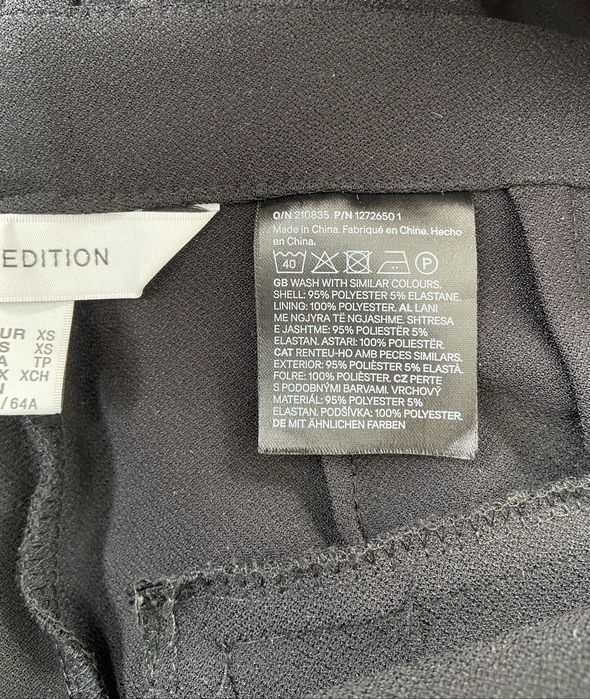 EDITION
UR XS
S XS
A TP
X XCH
/64A
O/N 210835 P/N 1272650 1
Made in China. Fabriqué en Chine. Hecho
en China.
40 P
GB WASH WITH SIMILAR COLOURS.
SHELL: 95% POLYESTER 5% ELASTANE.
LINING: 100% POLYESTER. AL LANI
ME NGJYRA TË NGJASHME. SHTRESA
E JASHTME: 95% POLIESTËR 5%
ELASTAN. ASTARI: 100% POLIESTËR.
CAT RENTEU-HO AMB PECES SIMILARS.
EXTERIOR: 95% POLIÈSTER 5% ELASTÀ.
FOLRE: 100% POLIÈSTER. CZ PERTE
S PODOBNÝMI BARVAMI. VRCHOVÝ
MATERIÁL: 95% POLYESTER 5%
ELASTAN. PODŠÍVKA: 100% POLYESTER.
DE MIT ÄHNLICHEN FARBEN